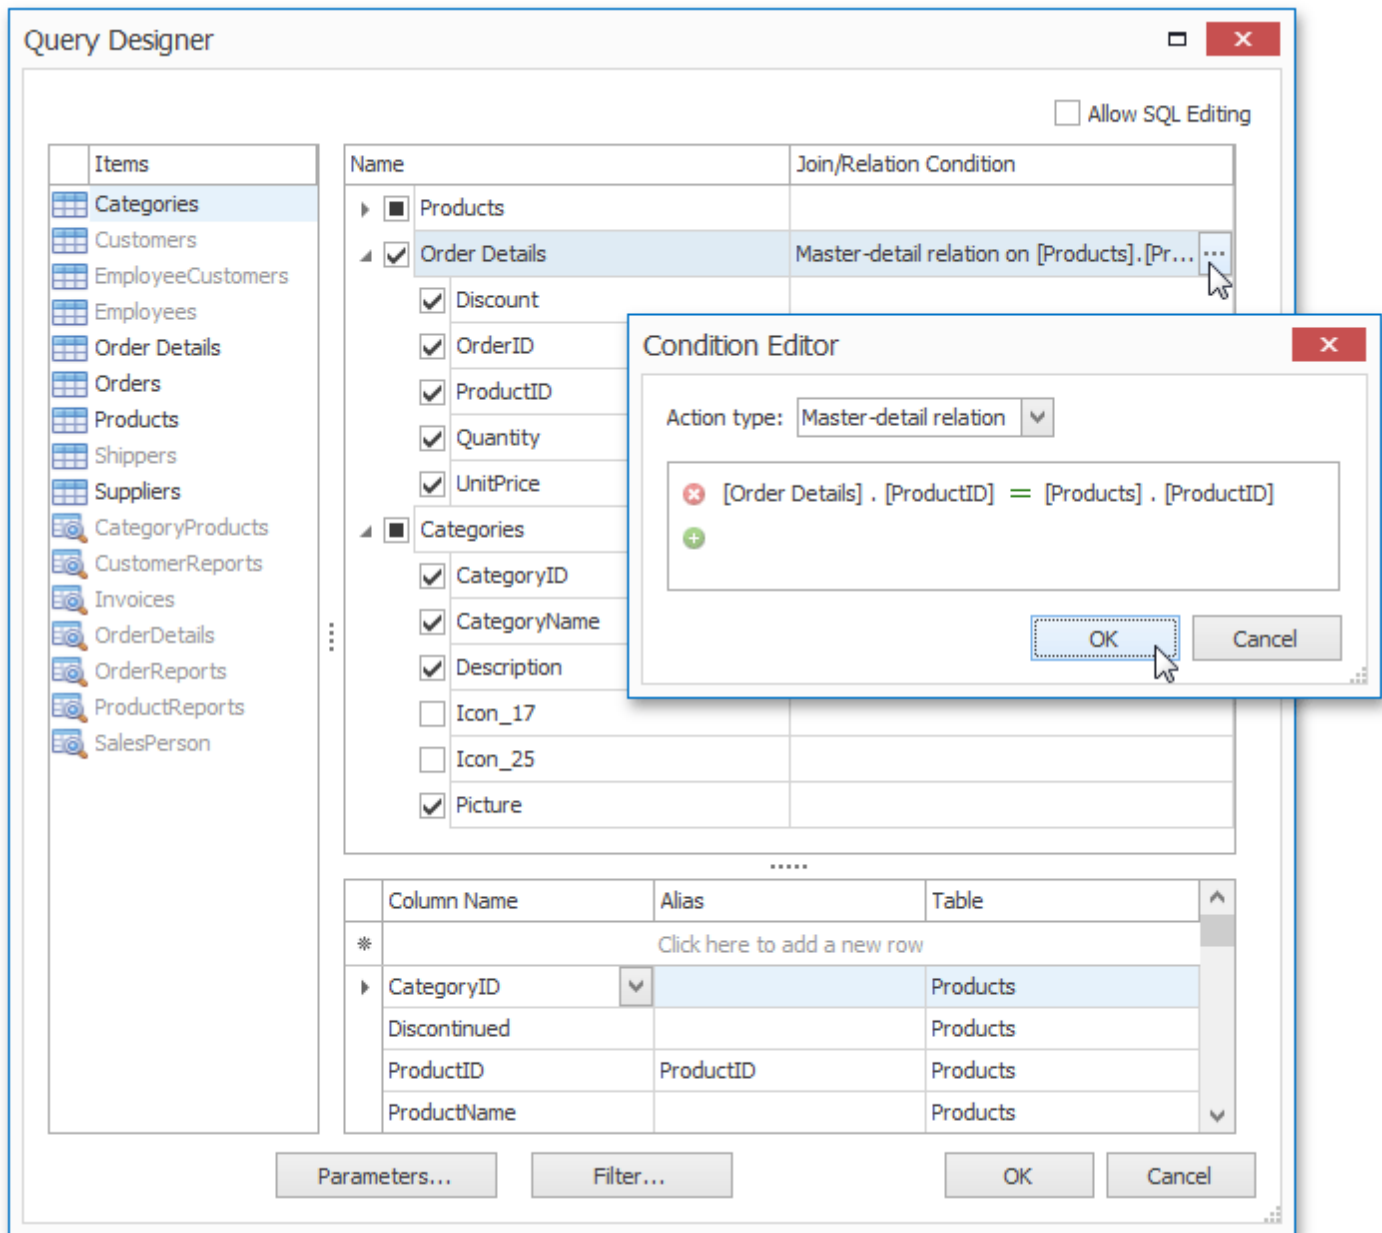 Query Designer
Allow SQL Editing
Items
Categories
Customers
EmployeeCustomers
Employees
Order Details
Orders
Products
Shippers
Suppliers
CategoryProducts
CustomerReports
Invoices
OrderDetails
OrderReports
ProductReports
SalesPerson
Name Join/Relation Condition
Products
Order Details Master-detail relation on [Products].[Pr... ...
Discount
OrderID
ProductID
Quantity
UnitPrice
Categories
CategoryID
CategoryName
Description
Icon_17
Icon_25
Picture
Condition Editor
Action type: Master-detail relation
[Order Details] . [ProductID] = [Products] . [ProductID]
OK Cancel
Column Name Alias Table
Click here to add a new row
CategoryID Products
Discontinued Products
ProductID ProductID Products
ProductName Products
Parameters... Filter... OK Cancel